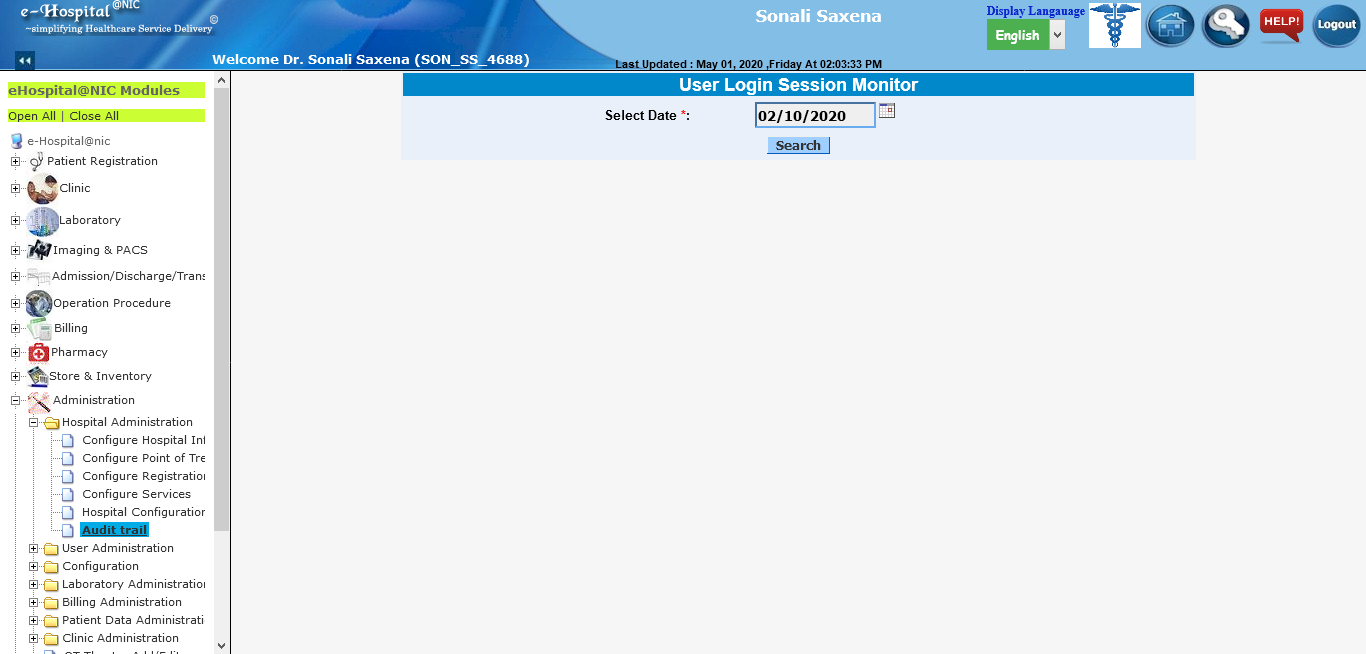 e-Hospital @NIC
©
~simplifying Healthcare Service Delivery
Sonali Saxena
Display Langauage
English
HELP!
Logout
Welcome Dr. Sonali Saxena (SON_SS_4688)
Last Updated : May 01, 2020 ,Friday At 02:03:33 PM
eHospital@NIC Modules
Open All | Close All
e-Hospital@nic
Patient Registration
Clinic
Laboratory
Imaging & PACS
Admission/Discharge/Trans
Operation Procedure
Billing
Pharmacy
Store & Inventory
Administration
Hospital Administration
Configure Hospital Inf
Configure Point of Tre
Configure Registration
Configure Services
Hospital Configuration
Audit trail
User Administration
Configuration
Laboratory Administration
Billing Administration
Patient Data Administrati
Clinic Administration
User Login Session Monitor
Select Date *:
02/10/2020
Search